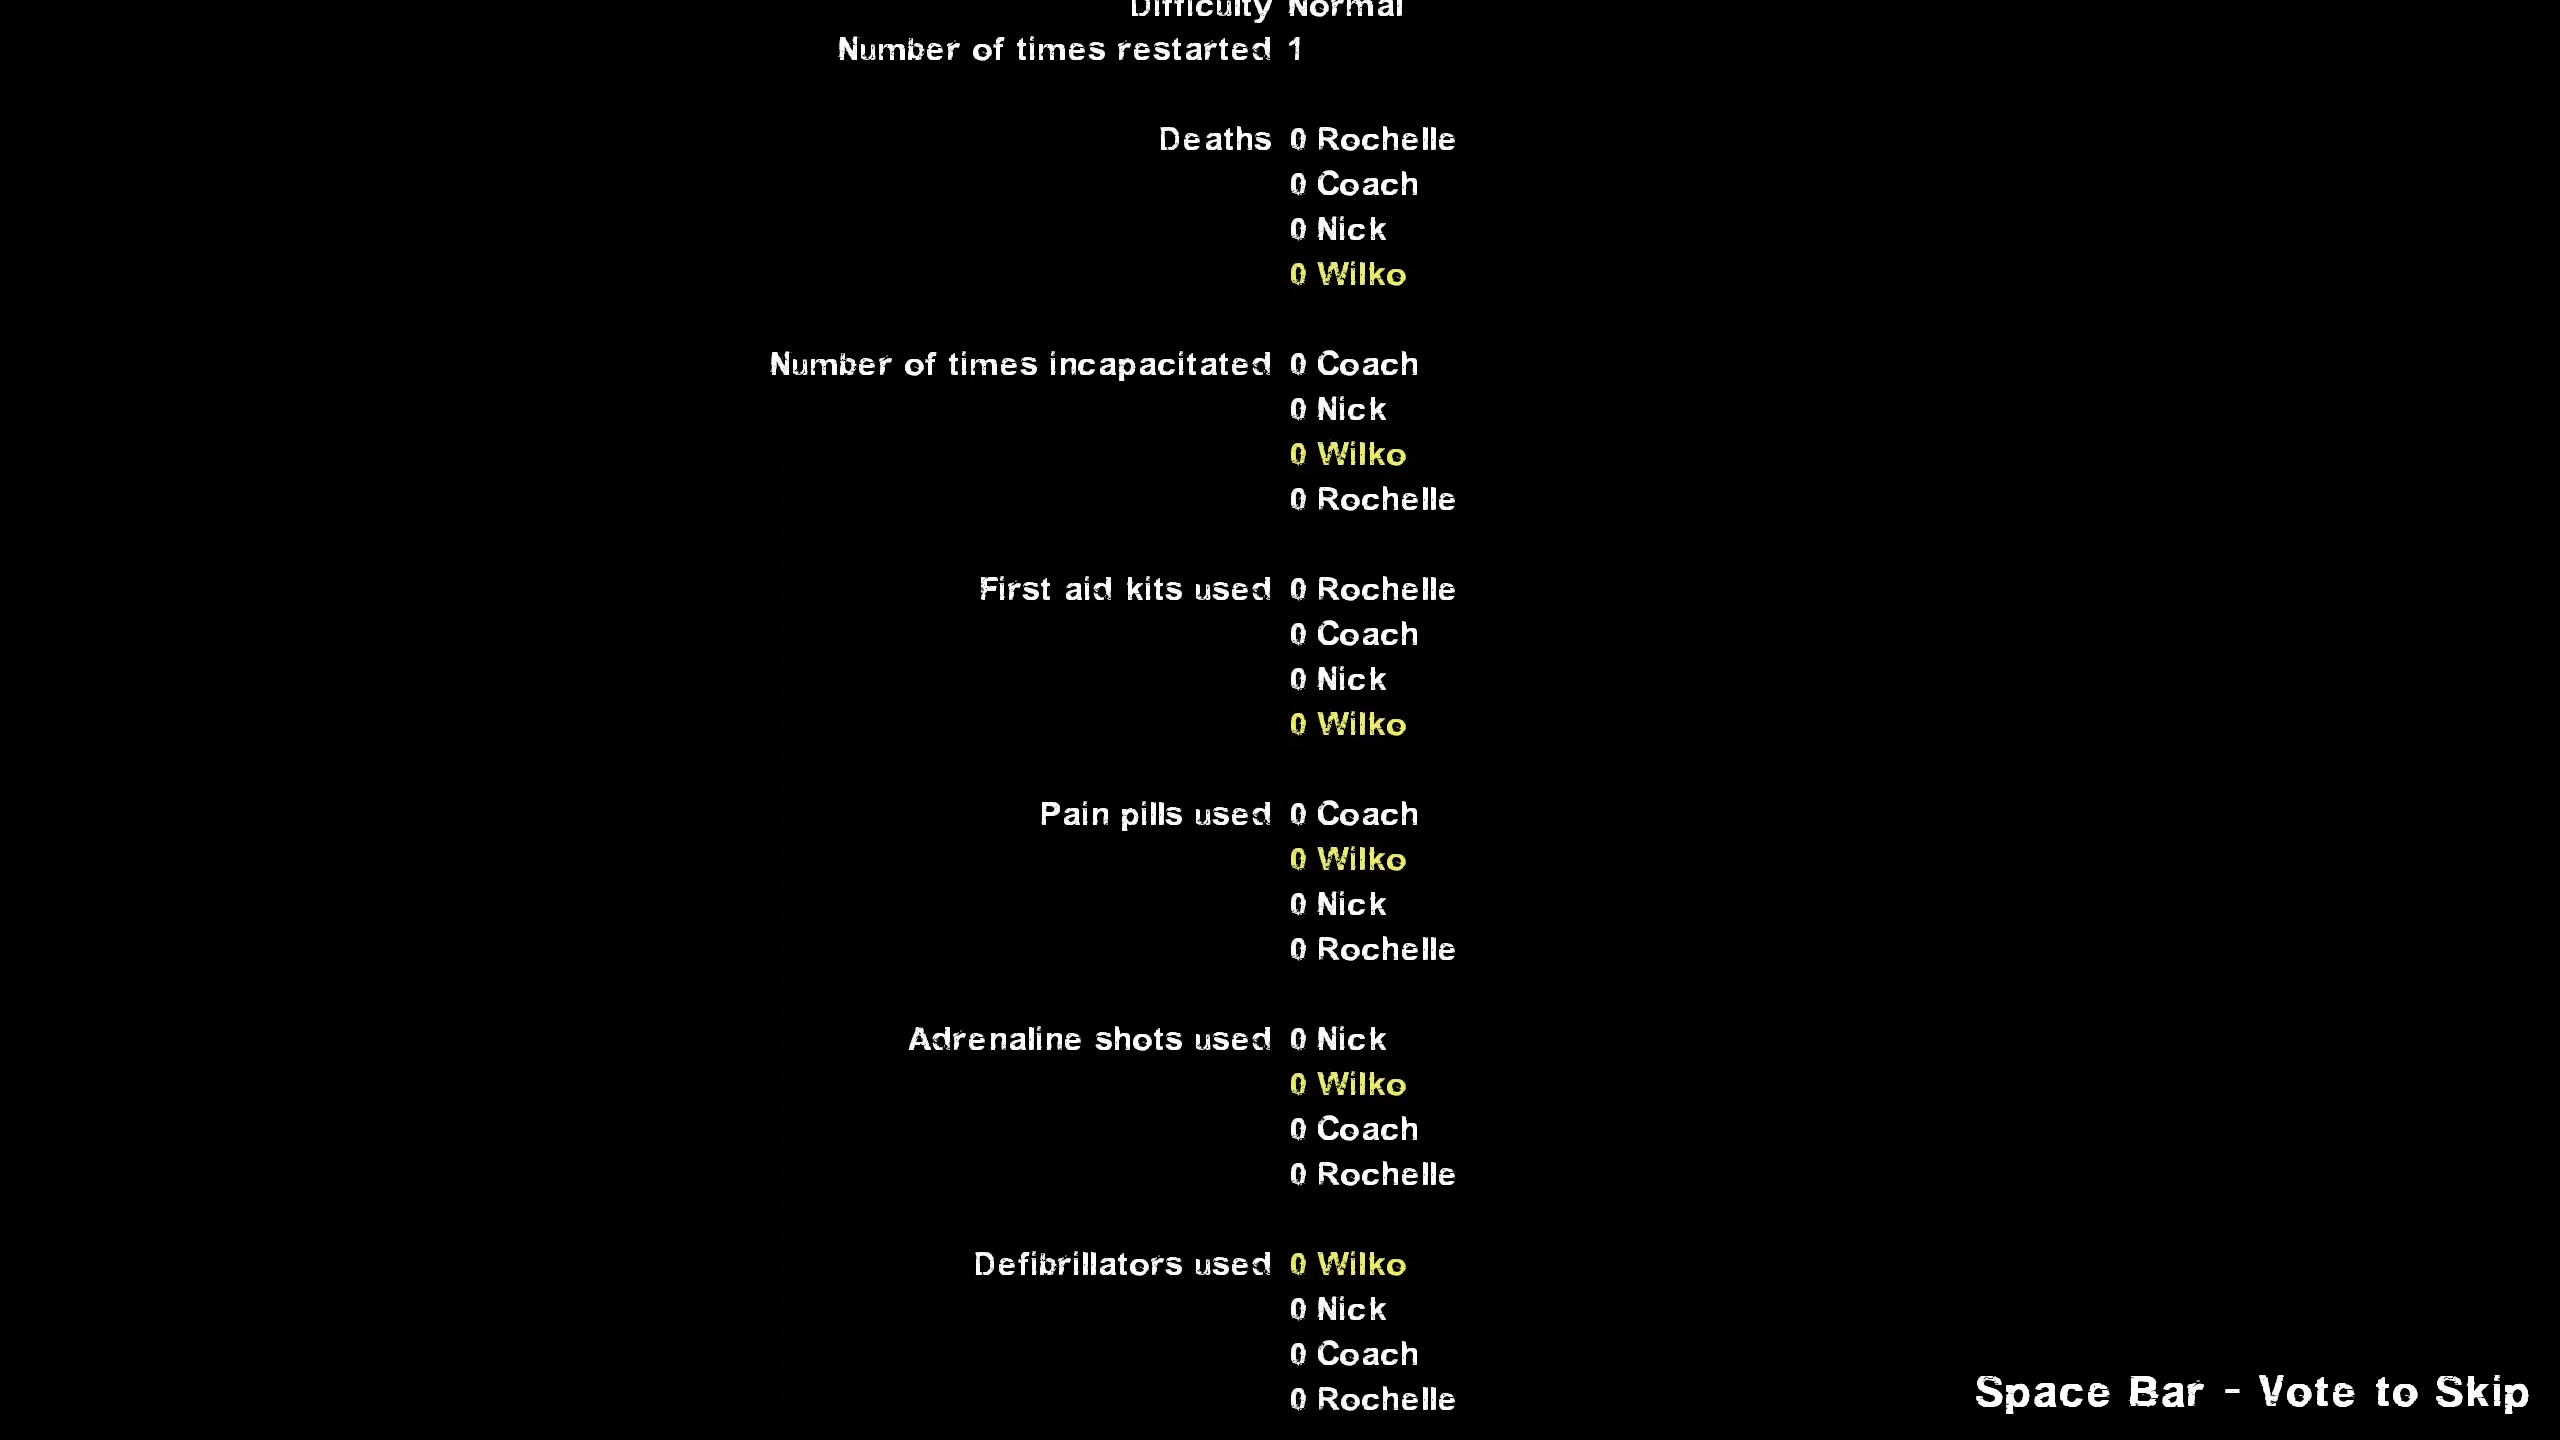 Difficulty Normal
Number of times restarted 1
Deaths 0 Rochelle
0 Coach
0 Nick
0 Wilko
Number of times incapacitated 0 Coach
0 Nick
0 Wilko
0 Rochelle
First aid kits used 0 Rochelle
0 Coach
0 Nick
0 Wilko
Pain pills used 0 Coach
0 Wilko
0 Nick
0 Rochelle
Adrenaline shots used 0 Nick
0 Wilko
0 Coach
0 Rochelle
Defibrillators used 0 Wilko
0 Nick
0 Coach
0 Rochelle
Space Bar - Vote to Skip